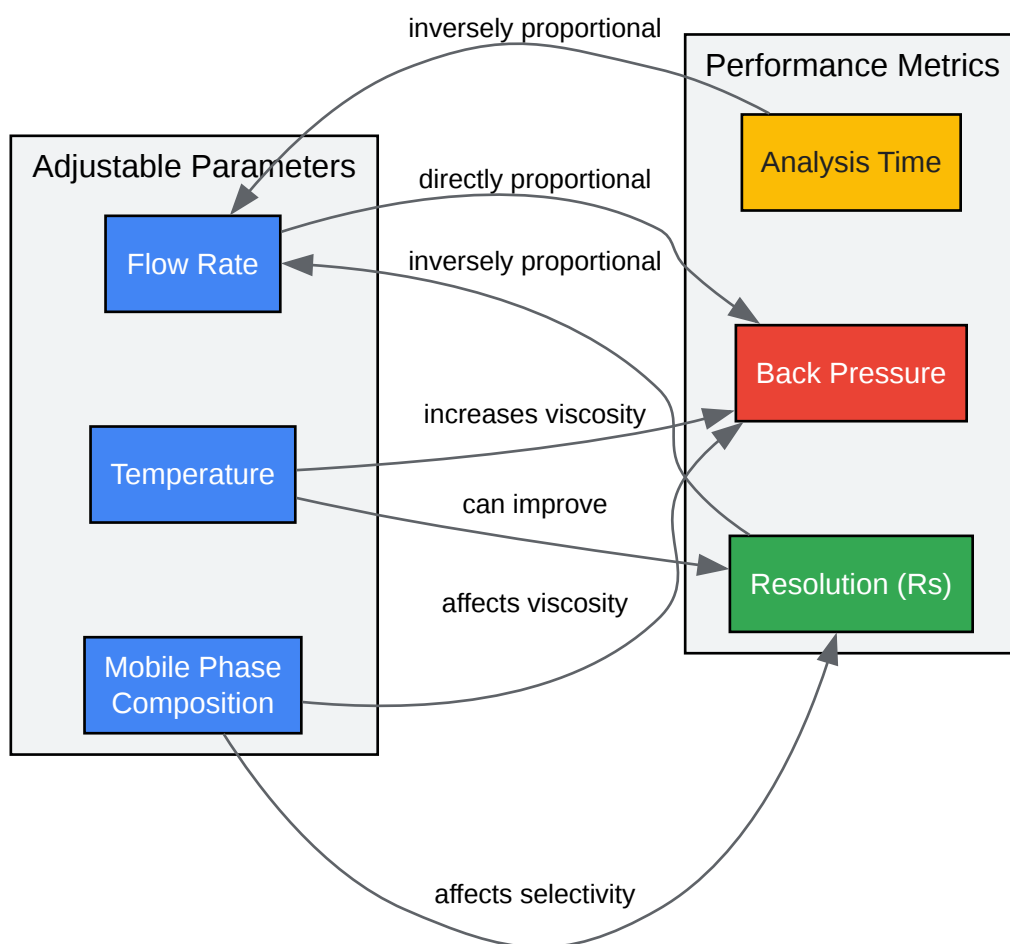 inversely proportional
Performance Metrics
Analysis Time
Adjustable Parameters
directly proportional
Flow Rate
inversely proportional
Back Pressure
increases viscosity
Temperature
can improve
Resolution (Rs)
affects viscosity
Mobile Phase
Composition
affects selectivity